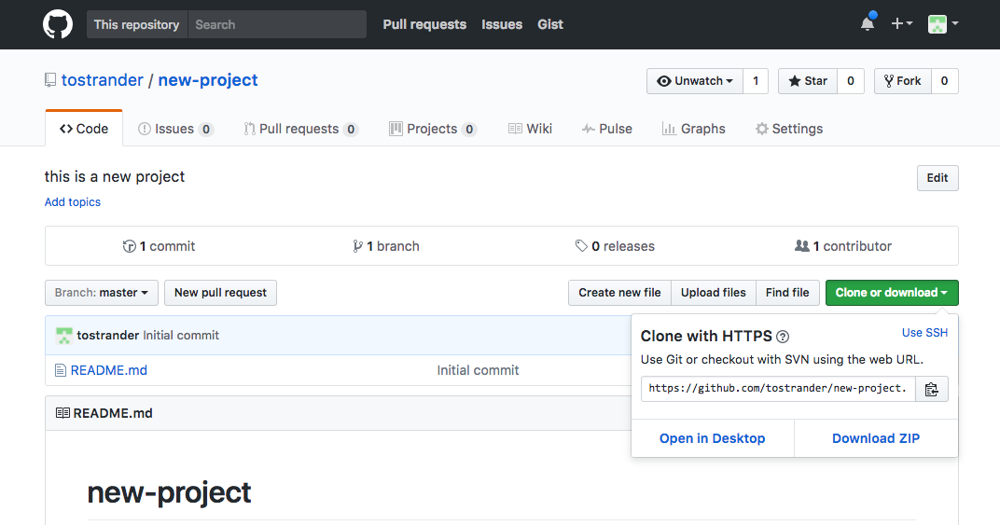 This repository Search Pull requests Issues Gist
tostrander / new-project Unwatch 1 Star 0 Fork 0
Code Issues 0 Pull requests 0 Projects 0 Wiki Pulse Graphs Settings
this is a new project Edit
Add topics
1 commit 1 branch 0 releases 1 contributor
Branch: master New pull request Create new file Upload files Find file Clone or download
tostrander Initial commit
README.md Initial commit
README.md
Clone with HTTPS ? Use SSH
Use Git or checkout with SVN using the web URL.
https://github.com/tostrander/new-project.
Open in Desktop Download ZIP
new-project